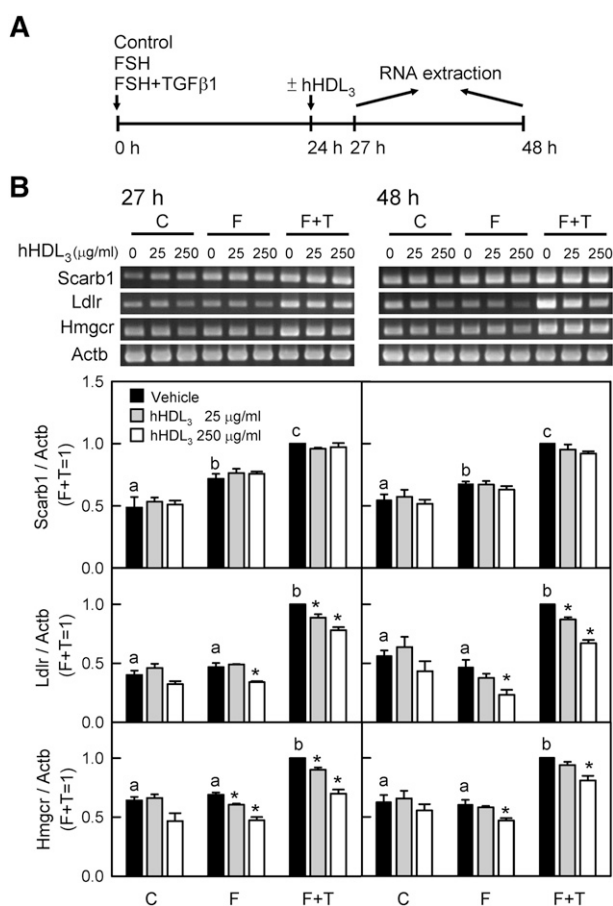 A
Control
FSH
FSH+TGFβ1
± hHDL3
RNA extraction
0 h
24 h
27 h
48 h
B
27 h
48 h
C F F+T C F F+T
hHDL3 (μg/ml) 0 25 250 0 25 250 0 25 250 0 25 250 0 25 250 0 25 250
Scarb1
Ldlr
Hmgcr
Actb
Vehicle
hHDL3 25 μg/ml
hHDL3 250 μg/ml
Scarb1 / Actb
(F+T=1)
1.5
1.0
0.5
0.0
a b c a b c
Ldlr / Actb
(F+T=1)
1.0
0.5
0.0
a a * b * * a a * b * *
Hmgcr / Actb
(F+T=1)
1.0
0.5
0.0
a a * * b * * a a * b *
C F F+T C F F+T